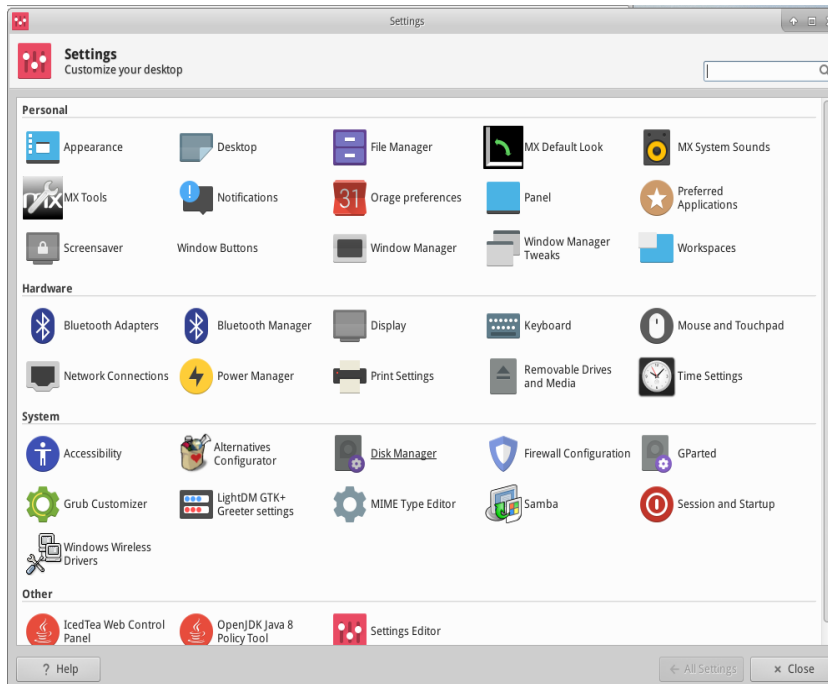 Settings
Settings
Customize your desktop
Personal
Appearance
Desktop
File Manager
MX Default Look
MX System Sounds
mx
MX Tools
Notifications
31
Orage preferences
Panel
Preferred
Applications
Screensaver
Window Buttons
Window Manager
Window Manager
Tweaks
Workspaces
Hardware
Bluetooth Adapters
Bluetooth Manager
Display
Keyboard
Mouse and Touchpad
Network Connections
Power Manager
Print Settings
Removable Drives
and Media
Time Settings
System
Accessibility
Alternatives
Configurator
Disk Manager
Firewall Configuration
GParted
Grub Customizer
LightDM GTK+
Greeter settings
MIME Type Editor
Samba
Session and Startup
Windows Wireless
Drivers
Other
IcedTea Web Control
Panel
OpenJDK Java 8
Policy Tool
Settings Editor
? Help
← All Settings
× Close